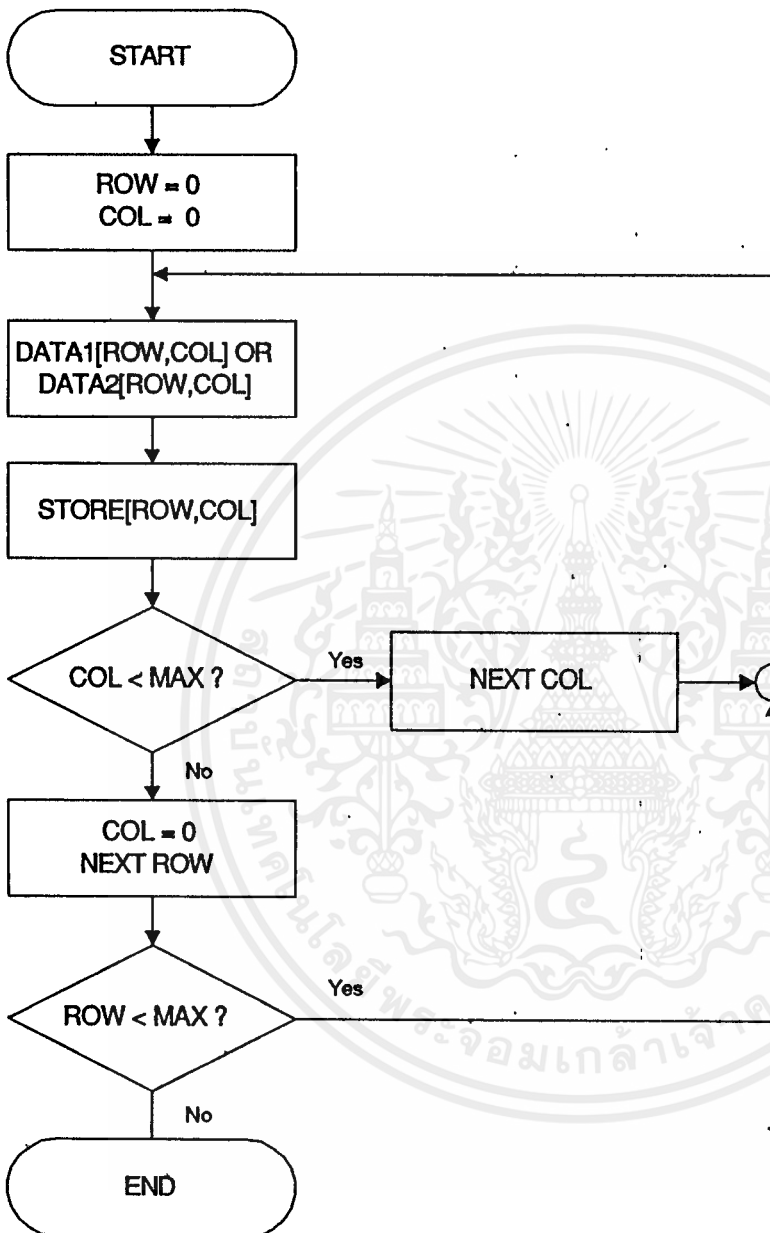 START
ROW = 0
COL = 0
DATA1[ROW,COL] OR
DATA2[ROW,COL]
STORE[ROW,COL]
COL < MAX ?
Yes
NEXT COL
No
COL = 0
NEXT ROW
ROW < MAX ?
Yes
No
END